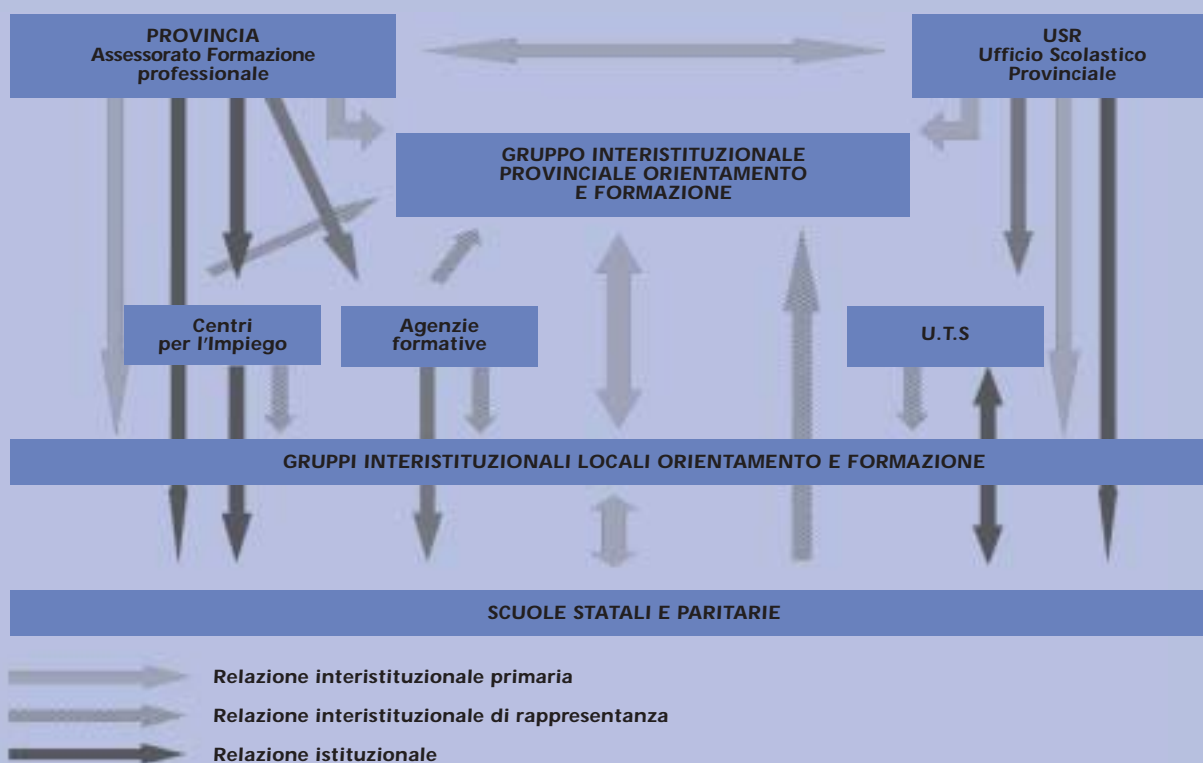 PROVINCIA
Assessorato Formazione
professionale
USR
Ufficio Scolastico
Provinciale
GRUPPO INTERISTITUZIONALE
PROVINCIALE ORIENTAMENTO
E FORMAZIONE
Centri
per l'Impiego
Agenzie
formative
U.T.S
GRUPPI INTERISTITUZIONALI LOCALI ORIENTAMENTO E FORMAZIONE
SCUOLE STATALI E PARITARIE
Relazione interistituzionale primaria
Relazione interistituzionale di rappresentanza
Relazione istituzionale